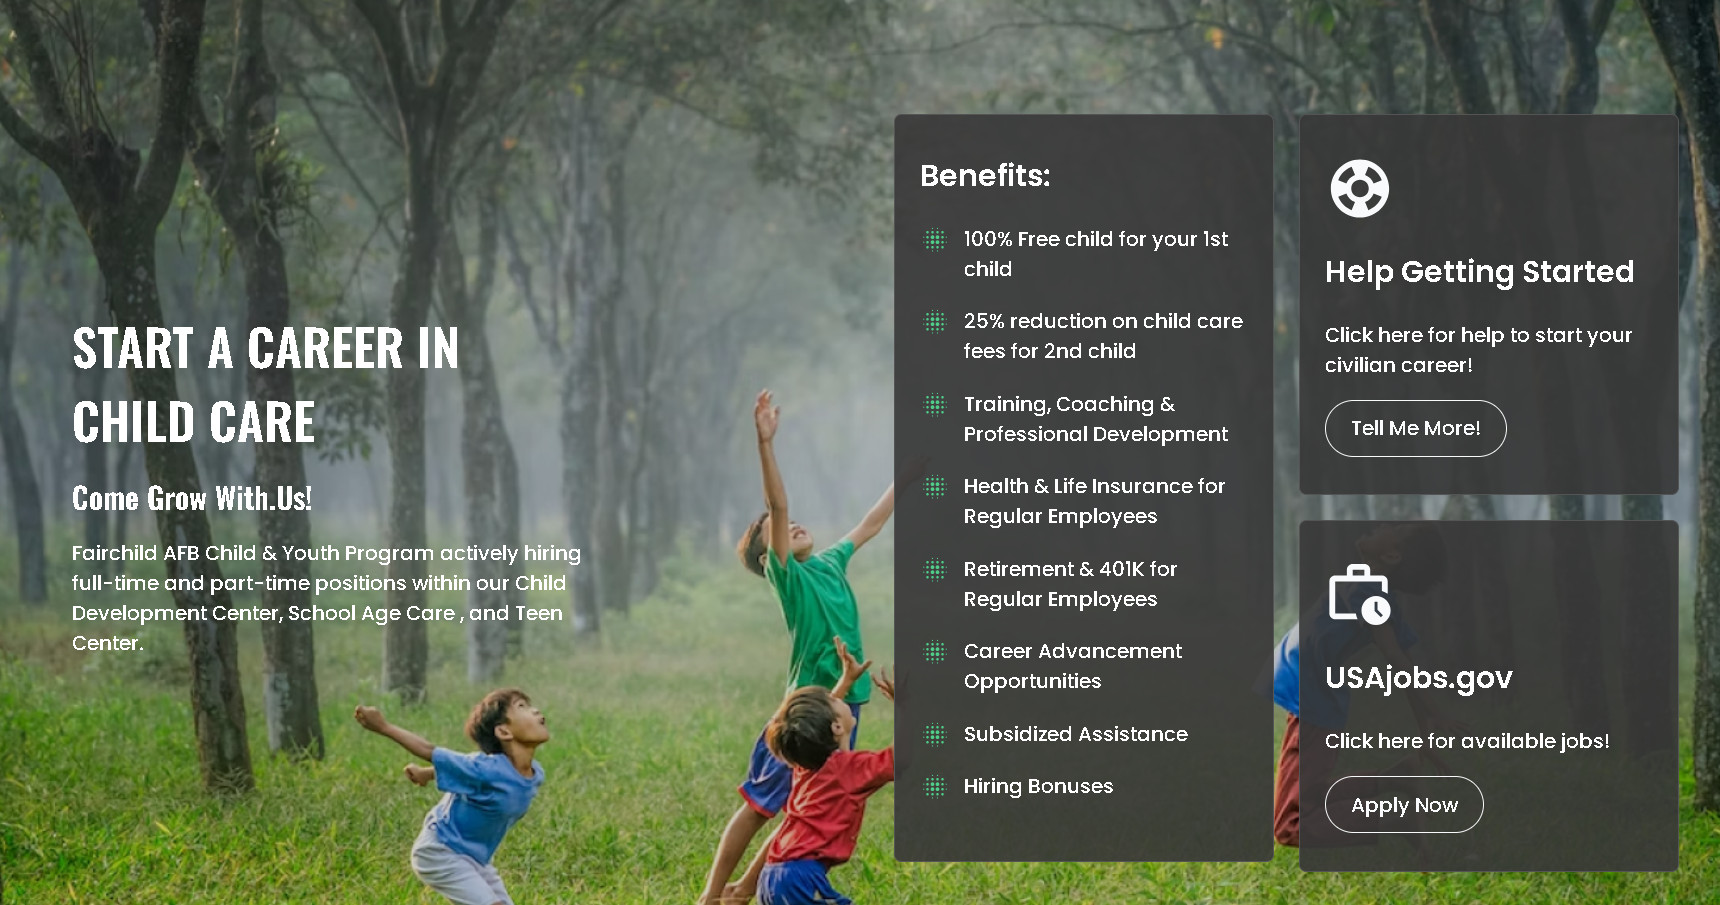 START A CAREER IN
CHILD CARE
Come Grow With.Us!
Fairchild AFB Child & Youth Program actively hiring
full-time and part-time positions within our Child
Development Center, School Age Care , and Teen
Center.
Benefits:
100% Free child for your 1st
child
25% reduction on child care
fees for 2nd child
Training, Coaching &
Professional Development
Health & Life Insurance for
Regular Employees
Retirement & 401K for
Regular Employees
Career Advancement
Opportunities
Subsidized Assistance
Hiring Bonuses
Help Getting Started
Click here for help to start your
civilian career!
Tell Me More!
USAjobs.gov
Click here for available jobs!
Apply Now